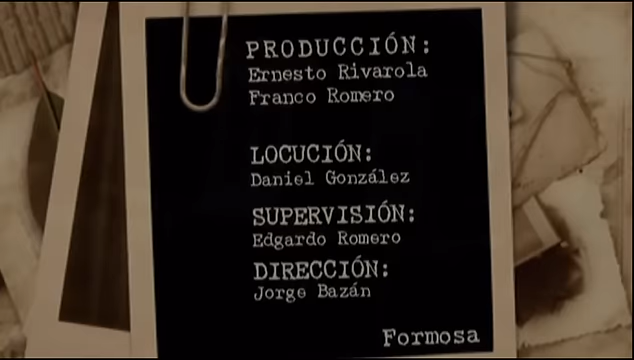 PRODUCCIÓN:
Ernesto Rivarola
Franco Romero
LOCUCIÓN:
Daniel González
SUPERVISIÓN:
Edgardo Romero
DIRECCIÓN:
Jorge Bazán
Formosa